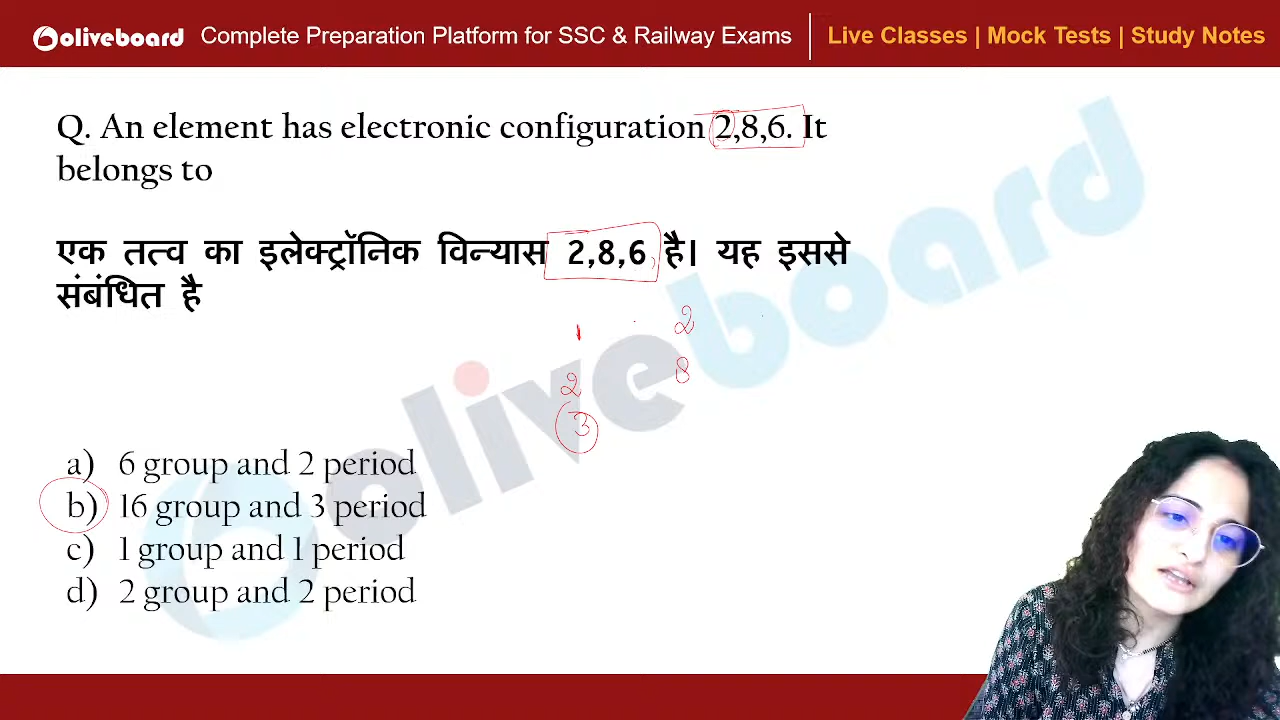 oliveboard Complete Preparation Platform for SSC & Railway Exams | Live Classes | Mock Tests | Study Notes
Q. An element has electronic configuration 2,8,6. It
belongs to
एक तत्व का इलेक्ट्रॉनिक विन्यास 2,8,6 है। यह इससे
संबंधित है
1 2
2 8
3
a) 6 group and 2 period
b) 16 group and 3 period
c) 1 group and 1 period
d) 2 group and 2 period
oliveboard